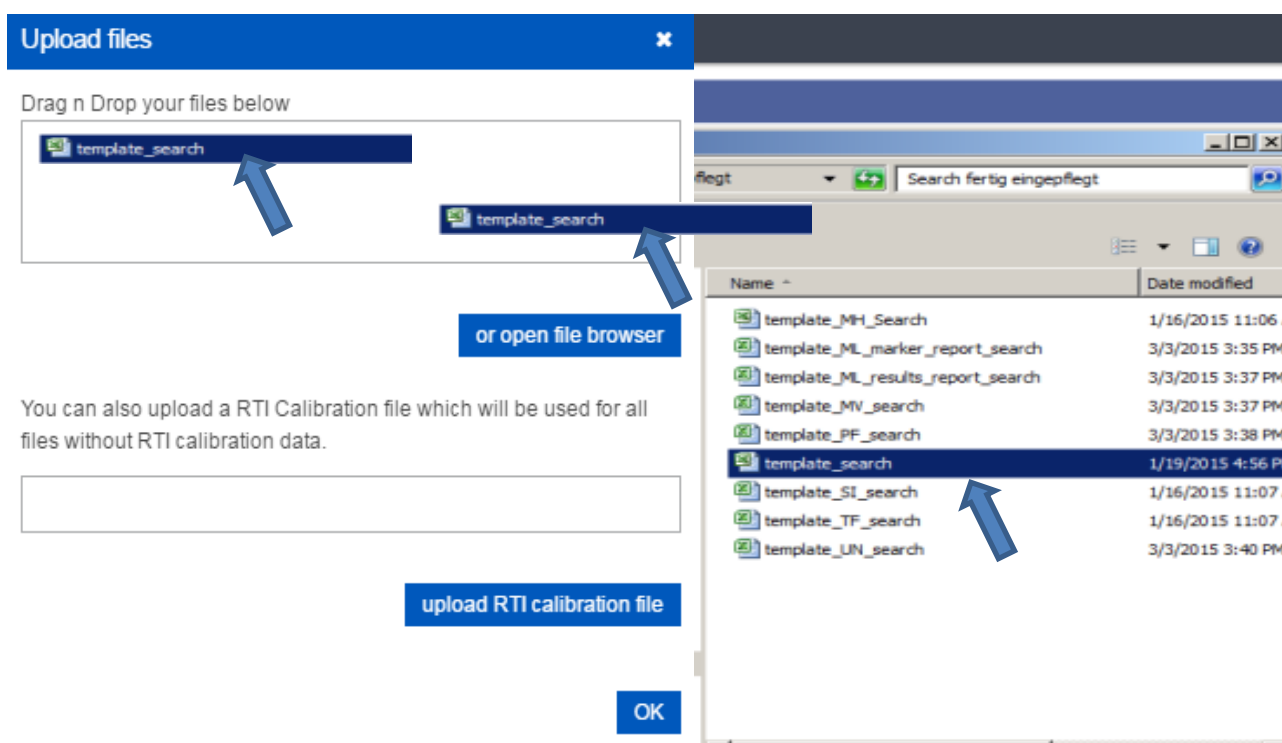 Upload files
Drag n Drop your files below
template_search
template_search
or open file browser
You can also upload a RTI Calibration file which will be used for all
files without RTI calibration data.
upload RTI calibration file
OK
flegt Search fertig eingepflegt
Name Date modified
template_MH_Search 1/16/2015 11:06
template_ML_marker_report_search 3/3/2015 3:35 PM
template_ML_results_report_search 3/3/2015 3:37 PM
template_MV_search 3/3/2015 3:37 PM
template_PF_search 3/3/2015 3:38 PM
template_search 1/19/2015 4:56 P
template_SI_search 1/16/2015 11:07
template_TF_search 1/16/2015 11:07
template_UN_search 3/3/2015 3:40 PM